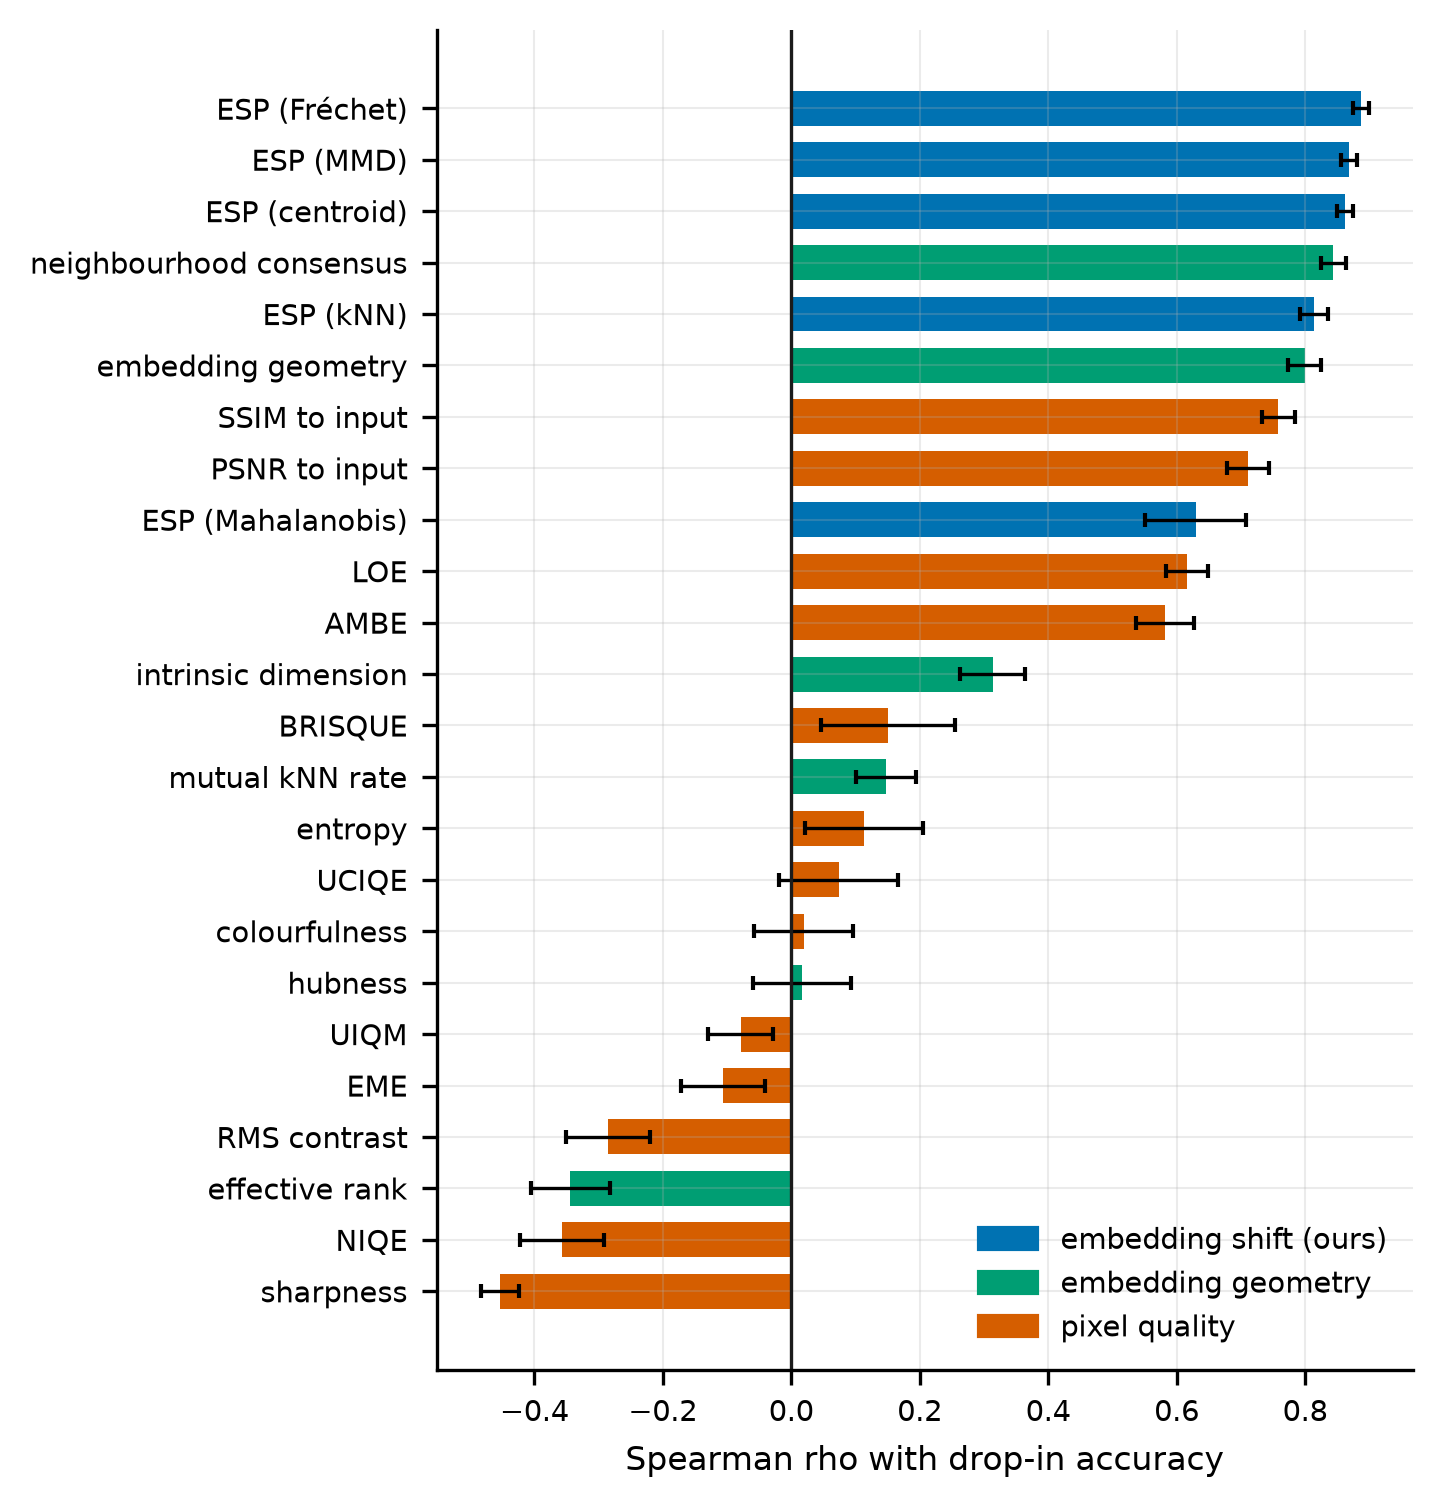 ESP (Fréchet)
ESP (MMD)
ESP (centroid)
neighbourhood consensus
ESP (kNN)
embedding geometry
SSIM to input
PSNR to input
ESP (Mahalanobis)
LOE
AMBE
intrinsic dimension
BRISQUE
mutual kNN rate
entropy
UCIQE
colourfulness
hubness
UIQM
EME
RMS contrast
effective rank
NIQE
sharpness
embedding shift (ours)
embedding geometry
pixel quality
−0.4 −0.2 0.0 0.2 0.4 0.6 0.8
Spearman rho with drop-in accuracy